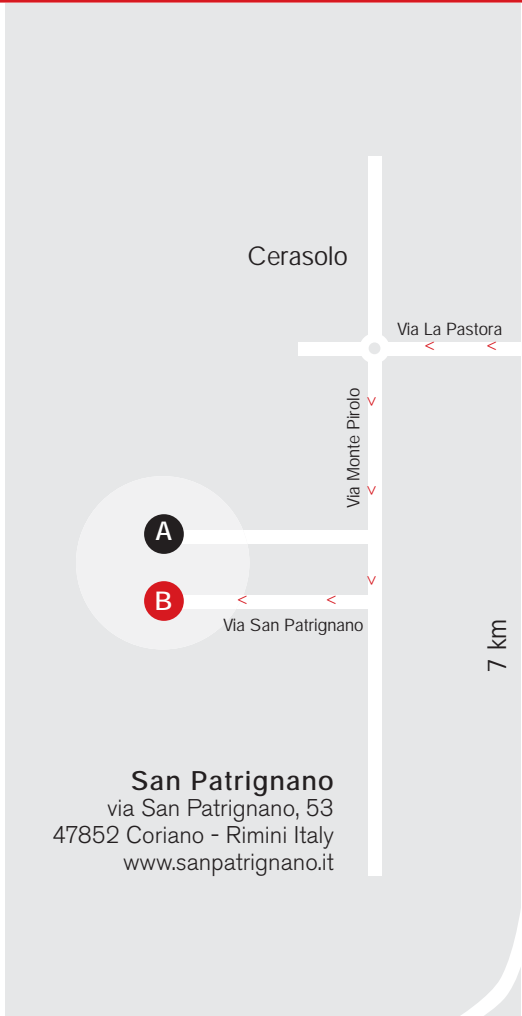 Cerasolo
Via La Pastora
Via Monte Pirolo
A
B
Via San Patrignano
7 km
San Patrignano
via San Patrignano, 53
47852 Coriano - Rimini Italy
www.sanpatrignano.it